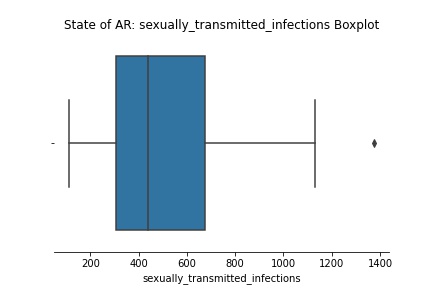 State of AR: sexually_transmitted_infections Boxplot
-
200 400 600 800 1000 1200 1400
sexually_transmitted_infections